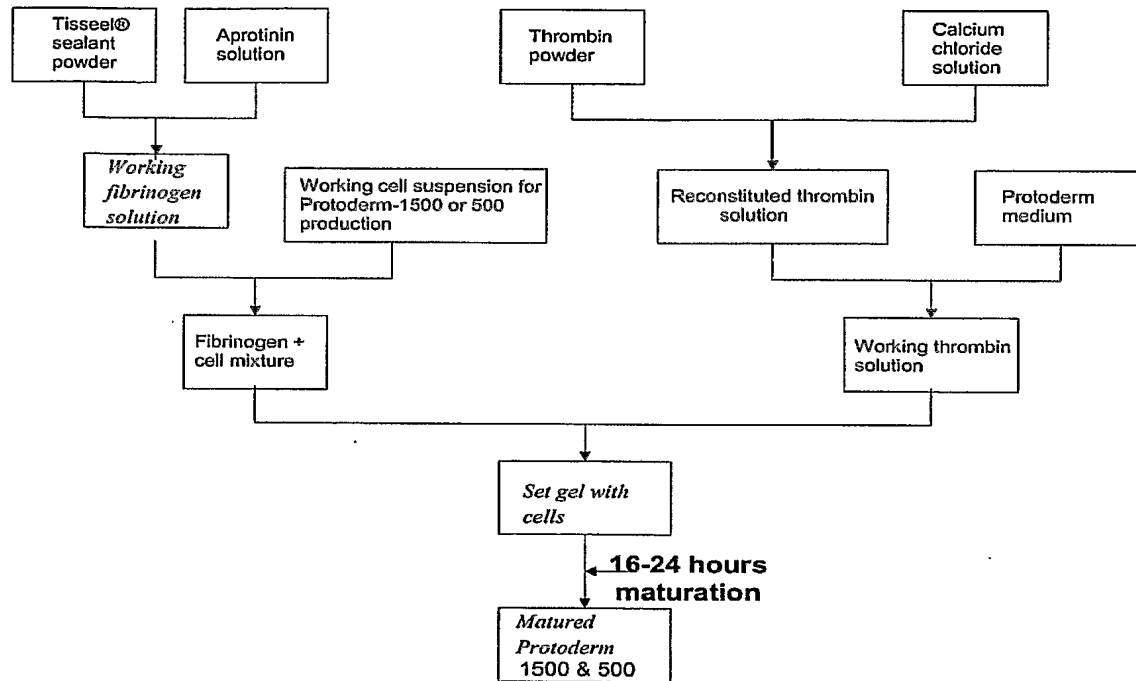 Tisseel®
sealant
powder
Aprotinin
solution
Thrombin
powder
Calcium
chloride
solution
Working
fibrinogen
solution
Working cell suspension for
Protoderm-1500 or 500
production
Reconstituted thrombin
solution
Protoderm
medium
Fibrinogen +
cell mixture
Working thrombin
solution
Set gel with
cells
16-24 hours
maturation
Matured
Protoderm
1500 & 500